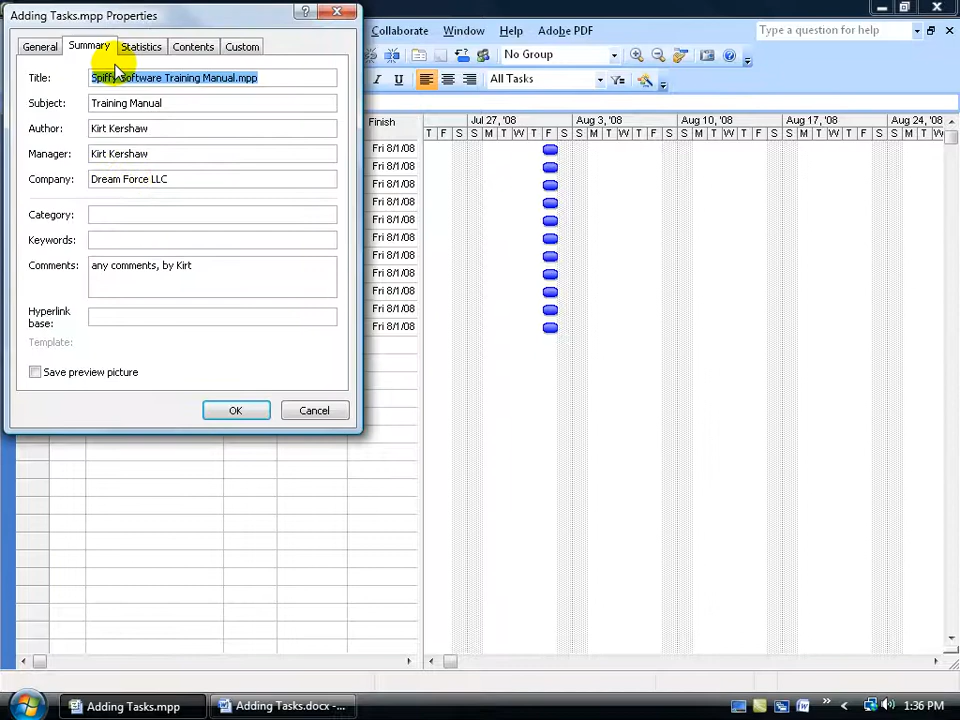 Adding Tasks.mpp Properties
Collaborate Window Help Adobe PDF
Type a question for help
General Summary Statistics Contents Custom
No Group
All Tasks
Title: Spiffy Software Training Manual.mpp
Subject: Training Manual
Author: Kirt Kershaw
Manager: Kirt Kershaw
Company: Dream Force LLC
Category:
Keywords:
Comments: any comments, by Kirt
Hyperlink base:
Template:
Save preview picture
OK Cancel
Finish
Jul 27, '08 Aug 3, '08 Aug 10, '08 Aug 17, '08 Aug 24, '08
T F S S M T W T F S S M T W T F S S M T W T F S S M T W T F S S M T W
Fri 8/1/08
Fri 8/1/08
Fri 8/1/08
Fri 8/1/08
Fri 8/1/08
Fri 8/1/08
Fri 8/1/08
Fri 8/1/08
Fri 8/1/08
Fri 8/1/08
Fri 8/1/08
Adding Tasks.mpp
Adding Tasks.docx -...
1:36 PM